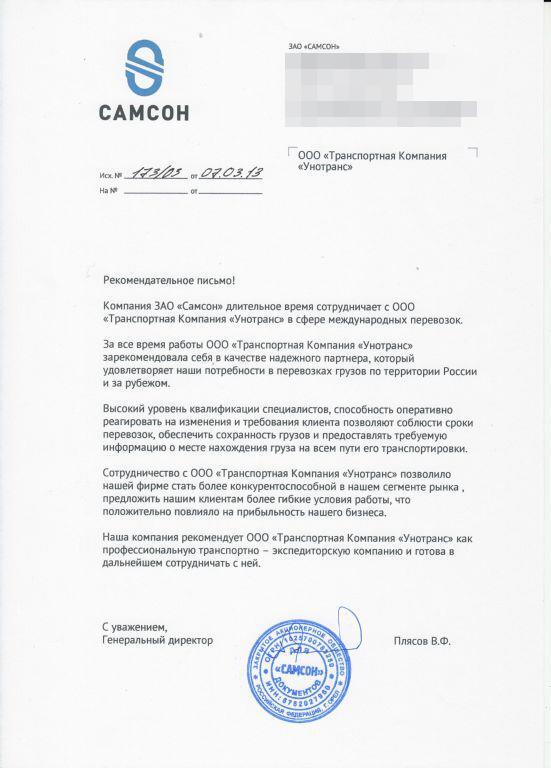 САМСОН
ЗАО «САМСОН»
Исх. № 173/03 от 07.03.13
На № от
ООО «Транспортная Компания
«Унотранс»
Рекомендательное письмо!
Компания ЗАО «Самсон» длительное время сотрудничает с ООО
«Транспортная Компания «Унотранс» в сфере международных перевозок.
За все время работы ООО «Транспортная Компания «Унотранс»
зарекомендовала себя в качестве надежного партнера, который
удовлетворяет наши потребности в перевозках грузов по территории России
и за рубежом.
Высокий уровень квалификации специалистов, способность оперативно
реагировать на изменения и требования клиента позволяют соблюсти сроки
перевозок, обеспечить сохранность грузов и предоставлять требуемую
информацию о месте нахождения груза на всем пути его транспортировки.
Сотрудничество с ООО «Транспортная Компания «Унотранс» позволило
нашей фирме стать более конкурентоспособной в нашем сегменте рынка ,
предложить нашим клиентам более гибкие условия работы, что
положительно повлияло на прибыльность нашего бизнеса.
Наша компания рекомендует ООО «Транспортная Компания «Унотранс» как
профессиональную транспортно – экспедиторскую компанию и готова в
дальнейшем сотрудничать с ней.
С уважением,
Генеральный директор
Плясов В.Ф.
ЗАКРЫТОЕ АКЦИОНЕРНОЕ ОБЩЕСТВО
РОССИЙСКАЯ ФЕДЕРАЦИЯ, Г. ОРЕЛ
для
«САМСОН»
ДОКУМЕНТОВ